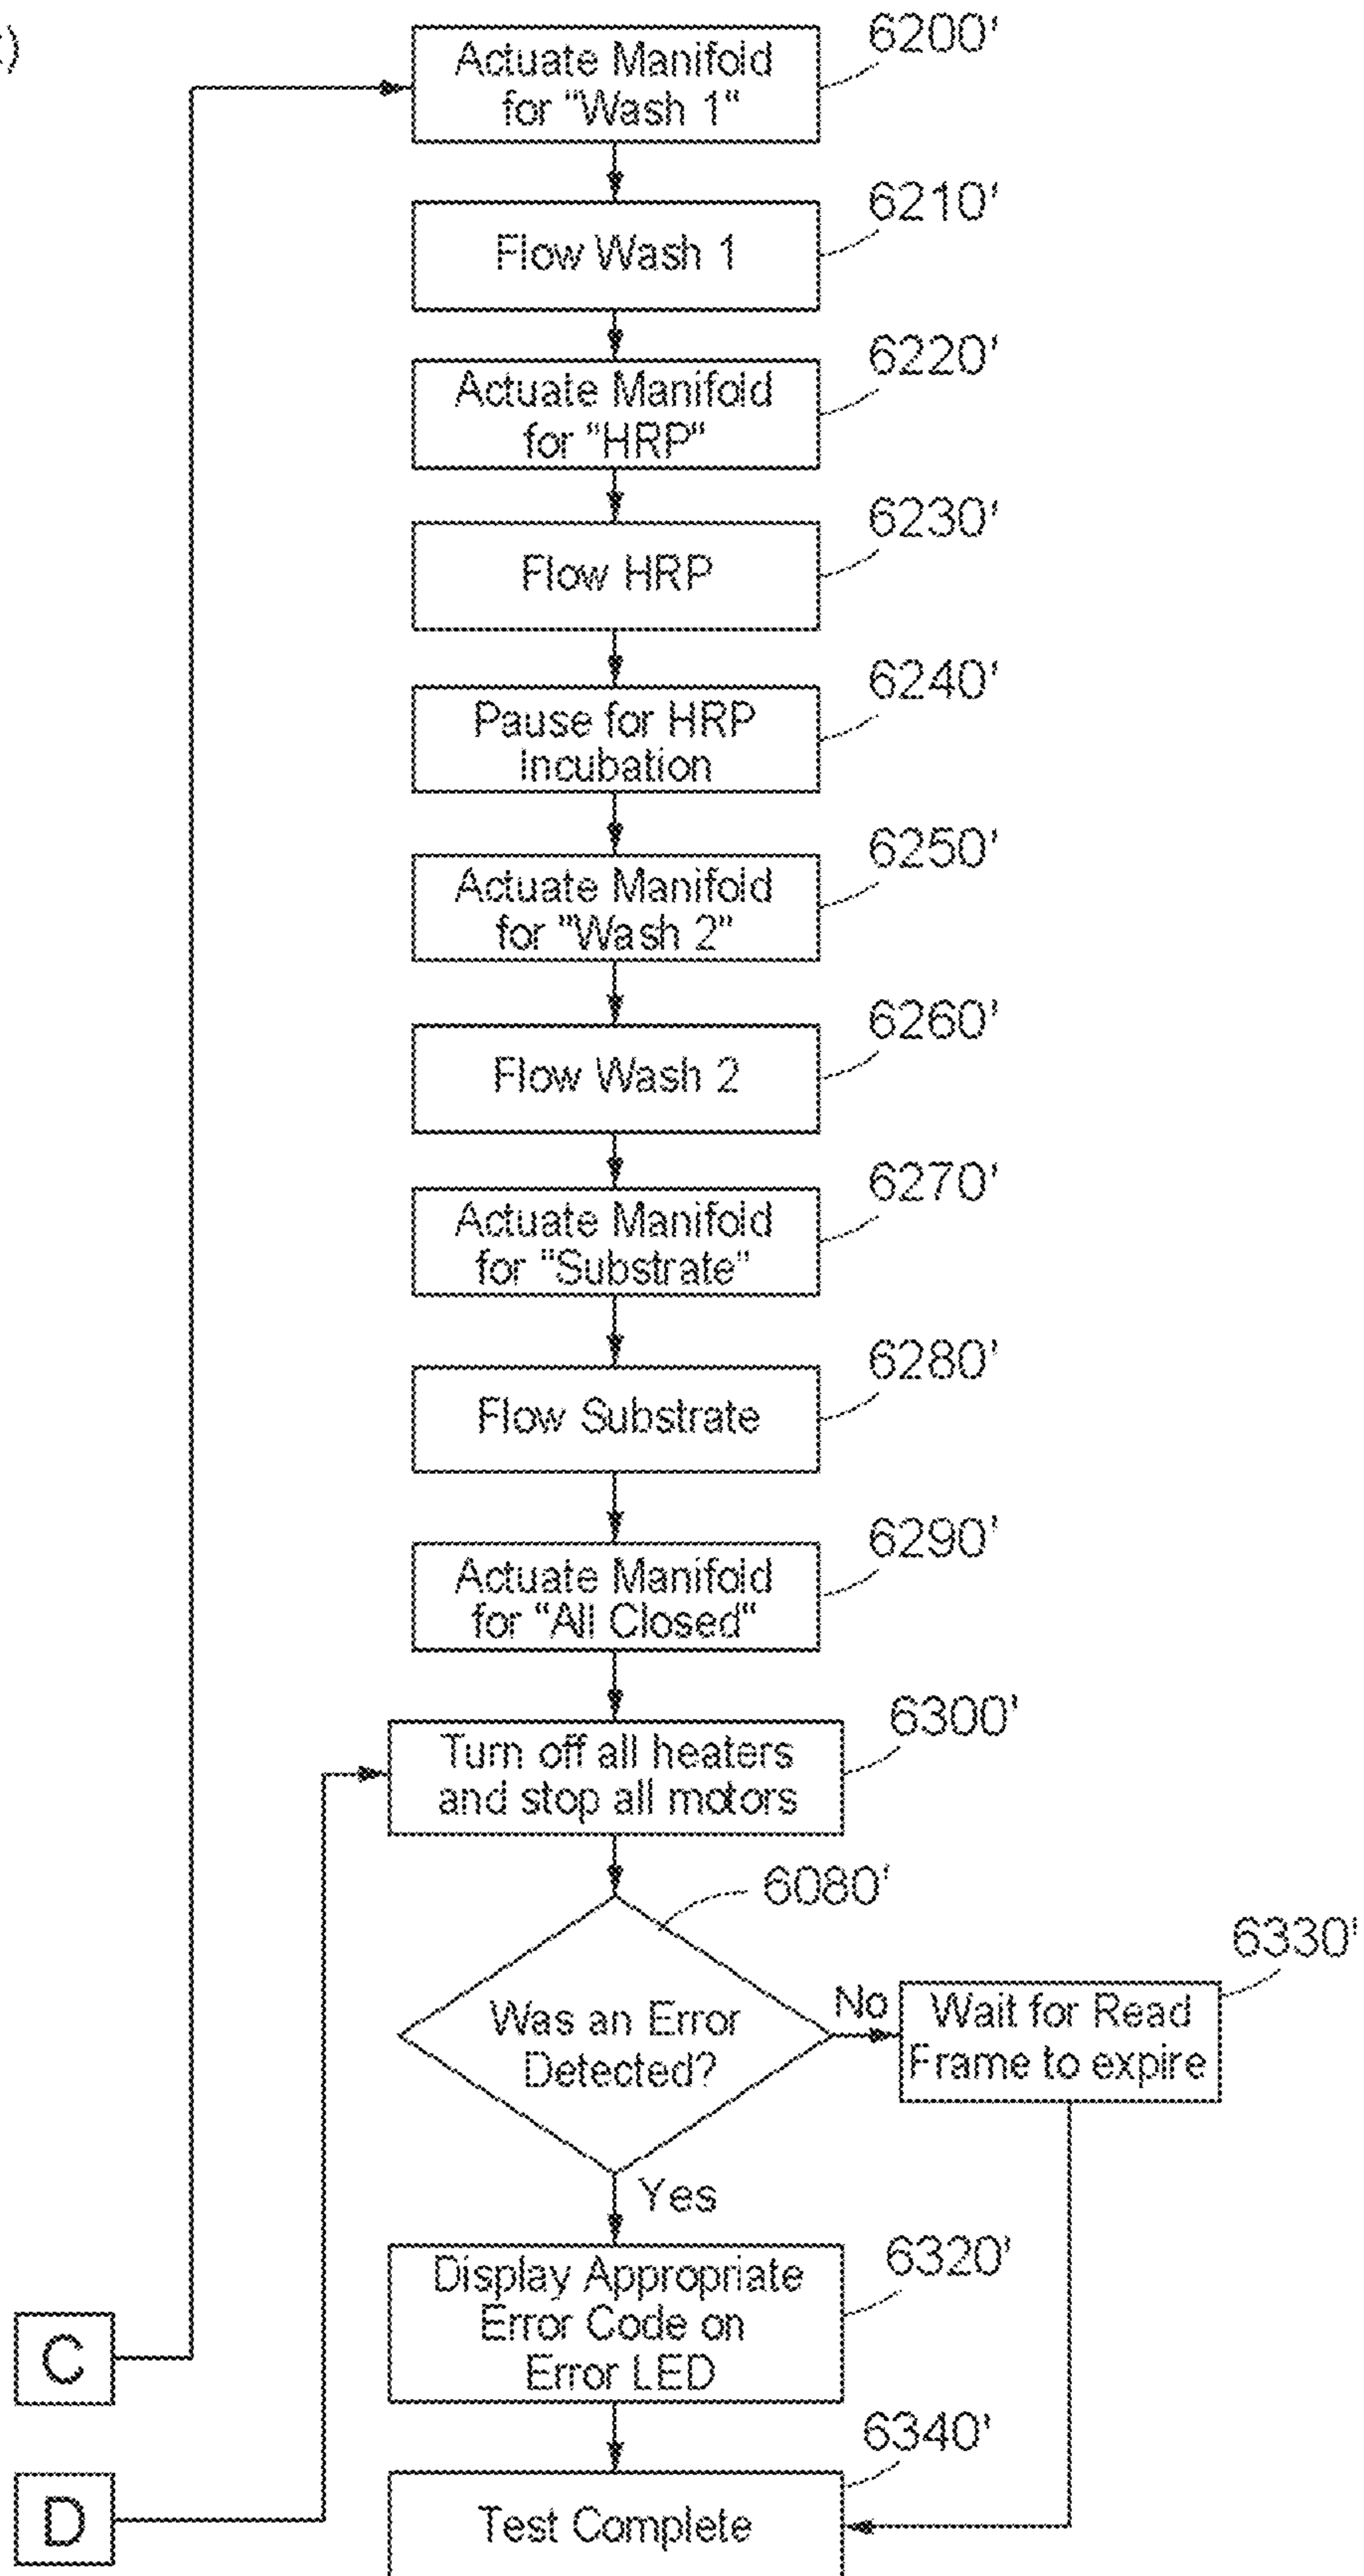 6200'
Actuate Manifold
for "Wash 1"
6210'
Flow Wash 1
6220'
Actuate Manifold
for "HRP"
6230'
Flow HRP
6240'
Pause for HRP
Incubation
6250'
Actuate Manifold
for "Wash 2"
6260'
Flow Wash 2
6270'
Actuate Manifold
for "Substrate"
6280'
Flow Substrate
6290'
Actuate Manifold
for "All Closed"
6300'
Turn off all heaters
and stop all motors
6080'
6330'
Was an Error
Detected?
No
Wait for Read
Frame to expire
Yes
6320'
Display Appropriate
Error Code on
Error LED
C
6340'
D
Test Complete